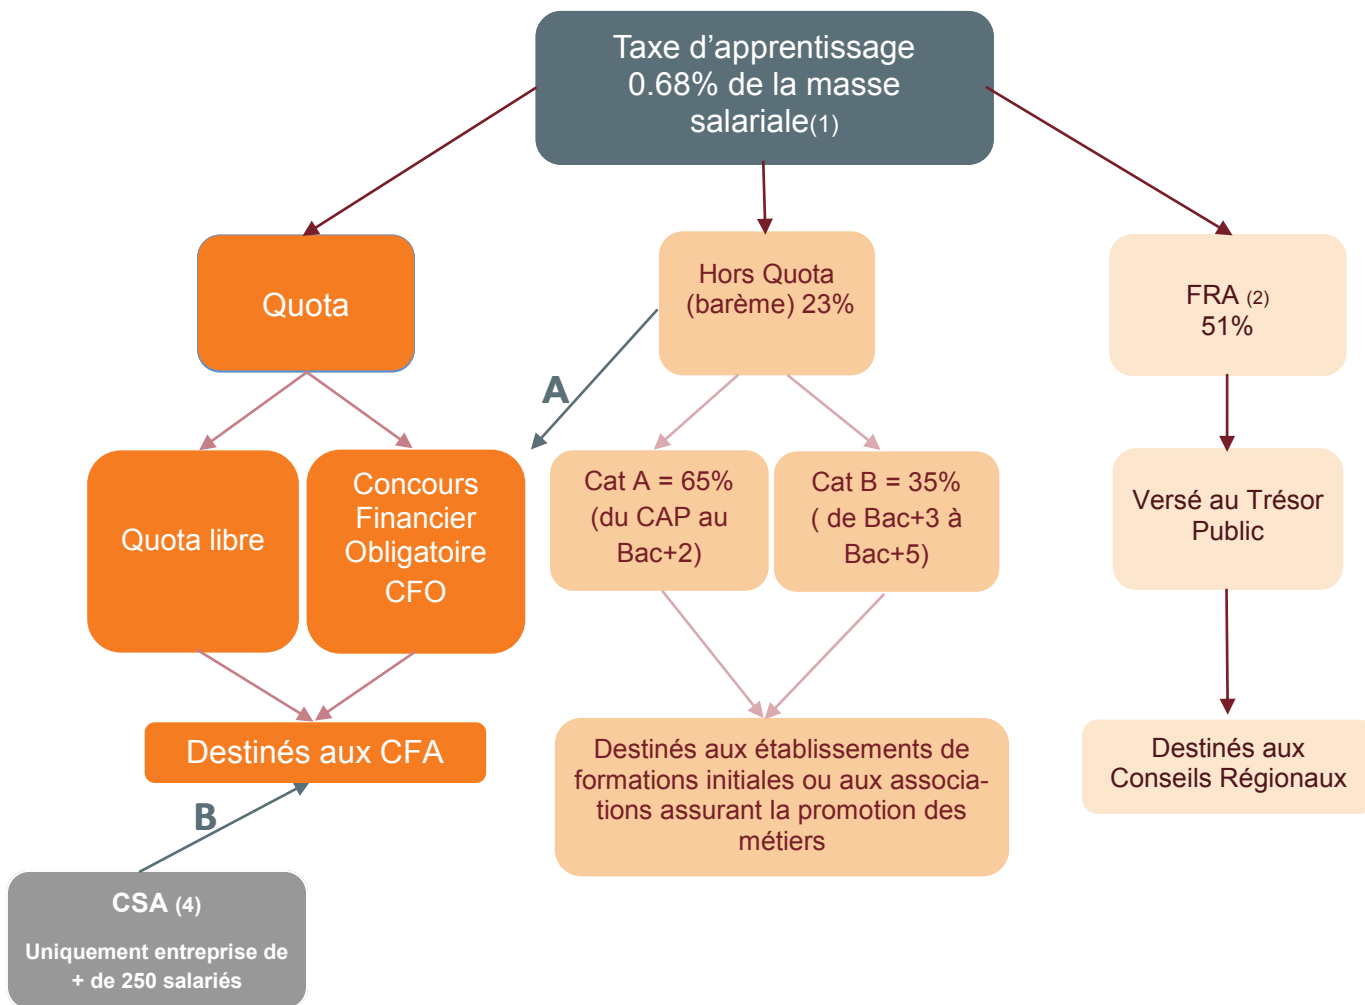 Taxe d’apprentissage
0.68% de la masse
salariale(1)
Quota
Hors Quota
(barème) 23%
FRA (2)
51%
A
Quota libre
Concours
Financier
Obligatoire
CFO
Cat A = 65%
(du CAP au
Bac+2)
Cat B = 35%
( de Bac+3 à
Bac+5)
Versé au Trésor
Public
Destinés aux CFA
Destinés aux établissements de
formations initiales ou aux associa-
tions assurant la promotion des
métiers
Destinés aux
Conseils Régionaux
B
CSA (4)
Uniquement entreprise de
+ de 250 salariés